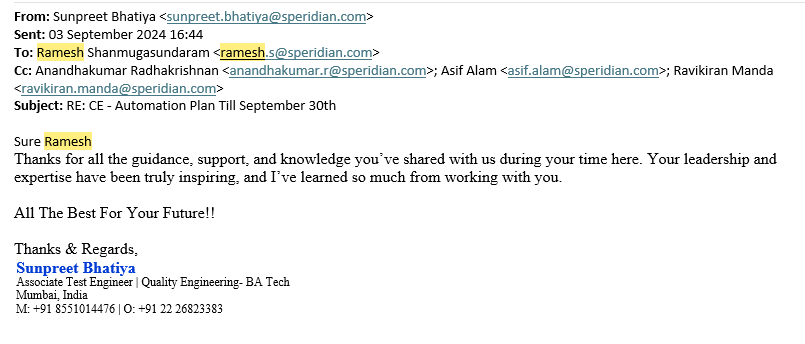 From: Sunpreet Bhatiya <sunpreet.bhatiya@speridian.com>
Sent: 03 September 2024 16:44
To: Ramesh Shanmugasundaram <ramesh.s@speridian.com>
Cc: Anandhakumar Radhakrishnan <anandhakumar.r@speridian.com>; Asif Alam <asif.alam@speridian.com>; Ravikiran Manda
<ravikiran.manda@speridian.com>
Subject: RE: CE - Automation Plan Till September 30th
Sure Ramesh
Thanks for all the guidance, support, and knowledge you’ve shared with us during your time here. Your leadership and
expertise have been truly inspiring, and I’ve learned so much from working with you.
All The Best For Your Future!!
Thanks & Regards,
Sunpreet Bhatiya
Associate Test Engineer | Quality Engineering- BA Tech
Mumbai, India
M: +91 8551014476 | O: +91 22 26823383